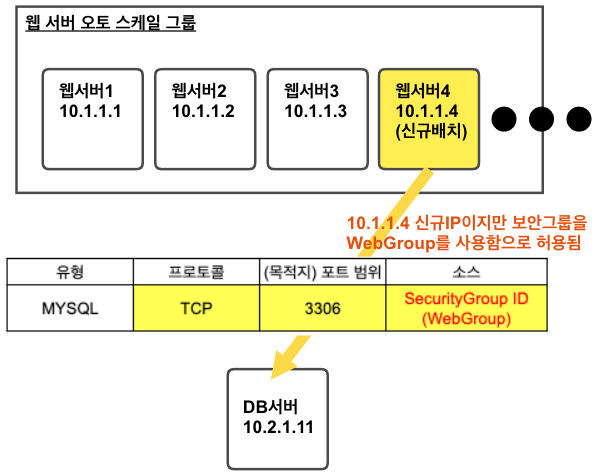 웹 서버 오토 스케일 그룹
웹서버1
10.1.1.1
웹서버2
10.1.1.2
웹서버3
10.1.1.3
웹서버4
10.1.1.4
(신규배치)
10.1.1.4 신규IP이지만 보안그룹을
WebGroup를 사용함으로 허용됨
유형 프로토콜 (목적지) 포트 범위 소스
MYSQL TCP 3306 SecurityGroup ID
(WebGroup)
DB서버
10.2.1.11